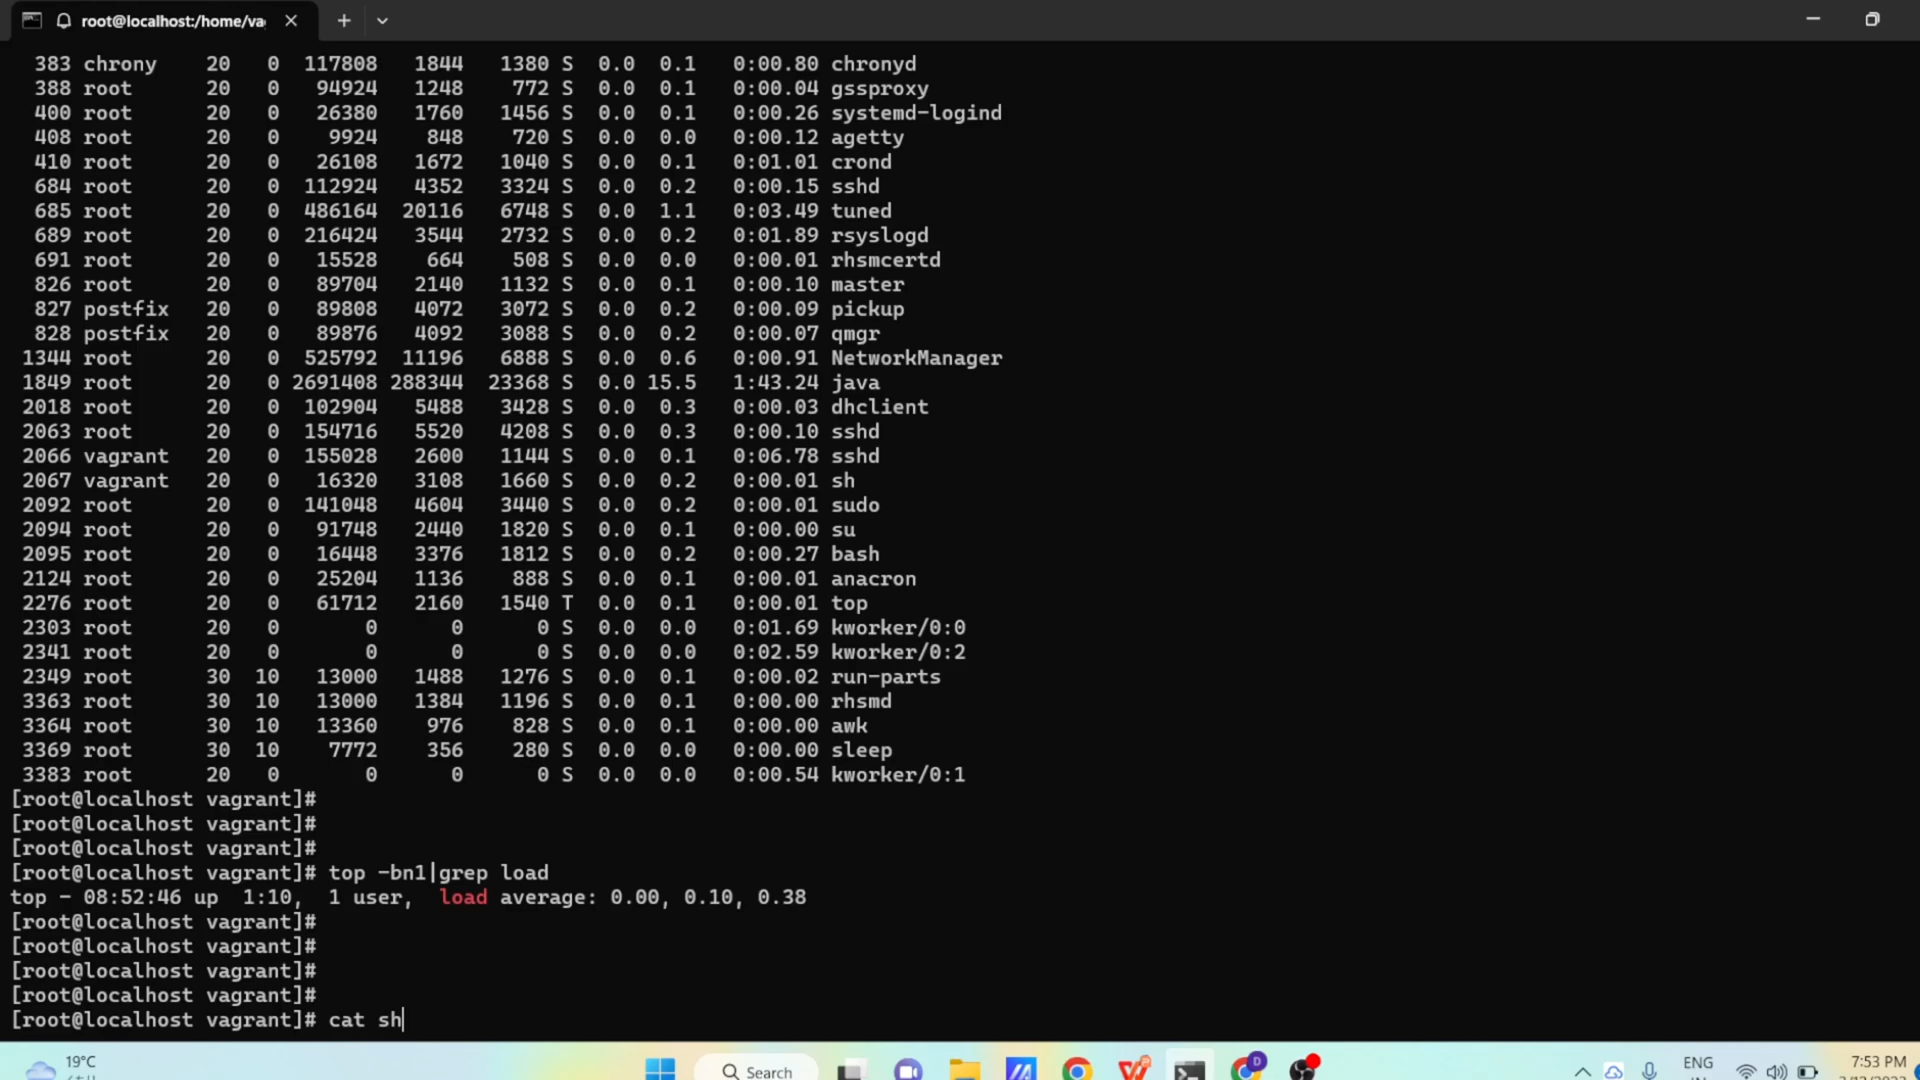 root@localhost:/home/va
383 chrony 20 0 117808 1844 1380 S 0.0 0.1 0:00.80 chronyd
388 root 20 0 94924 1248 772 S 0.0 0.1 0:00.04 gssproxy
400 root 20 0 26380 1760 1456 S 0.0 0.1 0:00.26 systemd-logind
408 root 20 0 9924 848 720 S 0.0 0.0 0:00.12 agetty
410 root 20 0 26108 1672 1040 S 0.0 0.1 0:01.01 crond
684 root 20 0 112924 4352 3324 S 0.0 0.2 0:00.15 sshd
685 root 20 0 486164 20116 6748 S 0.0 1.1 0:03.49 tuned
689 root 20 0 216424 3544 2732 S 0.0 0.2 0:01.89 rsyslogd
691 root 20 0 15528 664 508 S 0.0 0.0 0:00.01 rhsmcertd
826 root 20 0 89704 2140 1132 S 0.0 0.1 0:00.10 master
827 postfix 20 0 89808 4072 3072 S 0.0 0.2 0:00.09 pickup
828 postfix 20 0 89876 4092 3088 S 0.0 0.2 0:00.07 qmgr
1344 root 20 0 525792 11196 6888 S 0.0 0.6 0:00.91 NetworkManager
1849 root 20 0 2691408 288344 23368 S 0.0 15.5 1:43.24 java
2018 root 20 0 102904 5488 3428 S 0.0 0.3 0:00.03 dhclient
2063 root 20 0 154716 5520 4208 S 0.0 0.3 0:00.10 sshd
2066 vagrant 20 0 155028 2600 1144 S 0.0 0.1 0:06.78 sshd
2067 vagrant 20 0 16320 3108 1660 S 0.0 0.2 0:00.01 sh
2092 root 20 0 141048 4604 3440 S 0.0 0.2 0:00.01 sudo
2094 root 20 0 91748 2440 1820 S 0.0 0.1 0:00.00 su
2095 root 20 0 16448 3376 1812 S 0.0 0.2 0:00.27 bash
2124 root 20 0 25204 1136 888 S 0.0 0.1 0:00.01 anacron
2276 root 20 0 61712 2160 1540 T 0.0 0.1 0:00.01 top
2303 root 20 0 0 0 0 S 0.0 0.0 0:01.69 kworker/0:0
2341 root 20 0 0 0 0 S 0.0 0.0 0:02.59 kworker/0:2
2349 root 30 10 13000 1488 1276 S 0.0 0.1 0:00.02 run-parts
3363 root 30 10 13000 1384 1196 S 0.0 0.1 0:00.00 rhsmd
3364 root 30 10 13360 976 828 S 0.0 0.1 0:00.00 awk
3369 root 30 10 7772 356 280 S 0.0 0.0 0:00.00 sleep
3383 root 20 0 0 0 0 S 0.0 0.0 0:00.54 kworker/0:1
[root@localhost vagrant]#
[root@localhost vagrant]#
[root@localhost vagrant]#
[root@localhost vagrant]# top -bn1|grep load
top - 08:52:46 up 1:10, 1 user, load average: 0.00, 0.10, 0.38
[root@localhost vagrant]#
[root@localhost vagrant]#
[root@localhost vagrant]#
[root@localhost vagrant]#
[root@localhost vagrant]# cat sh
19°C
Search
D
ENG
7:53 PM